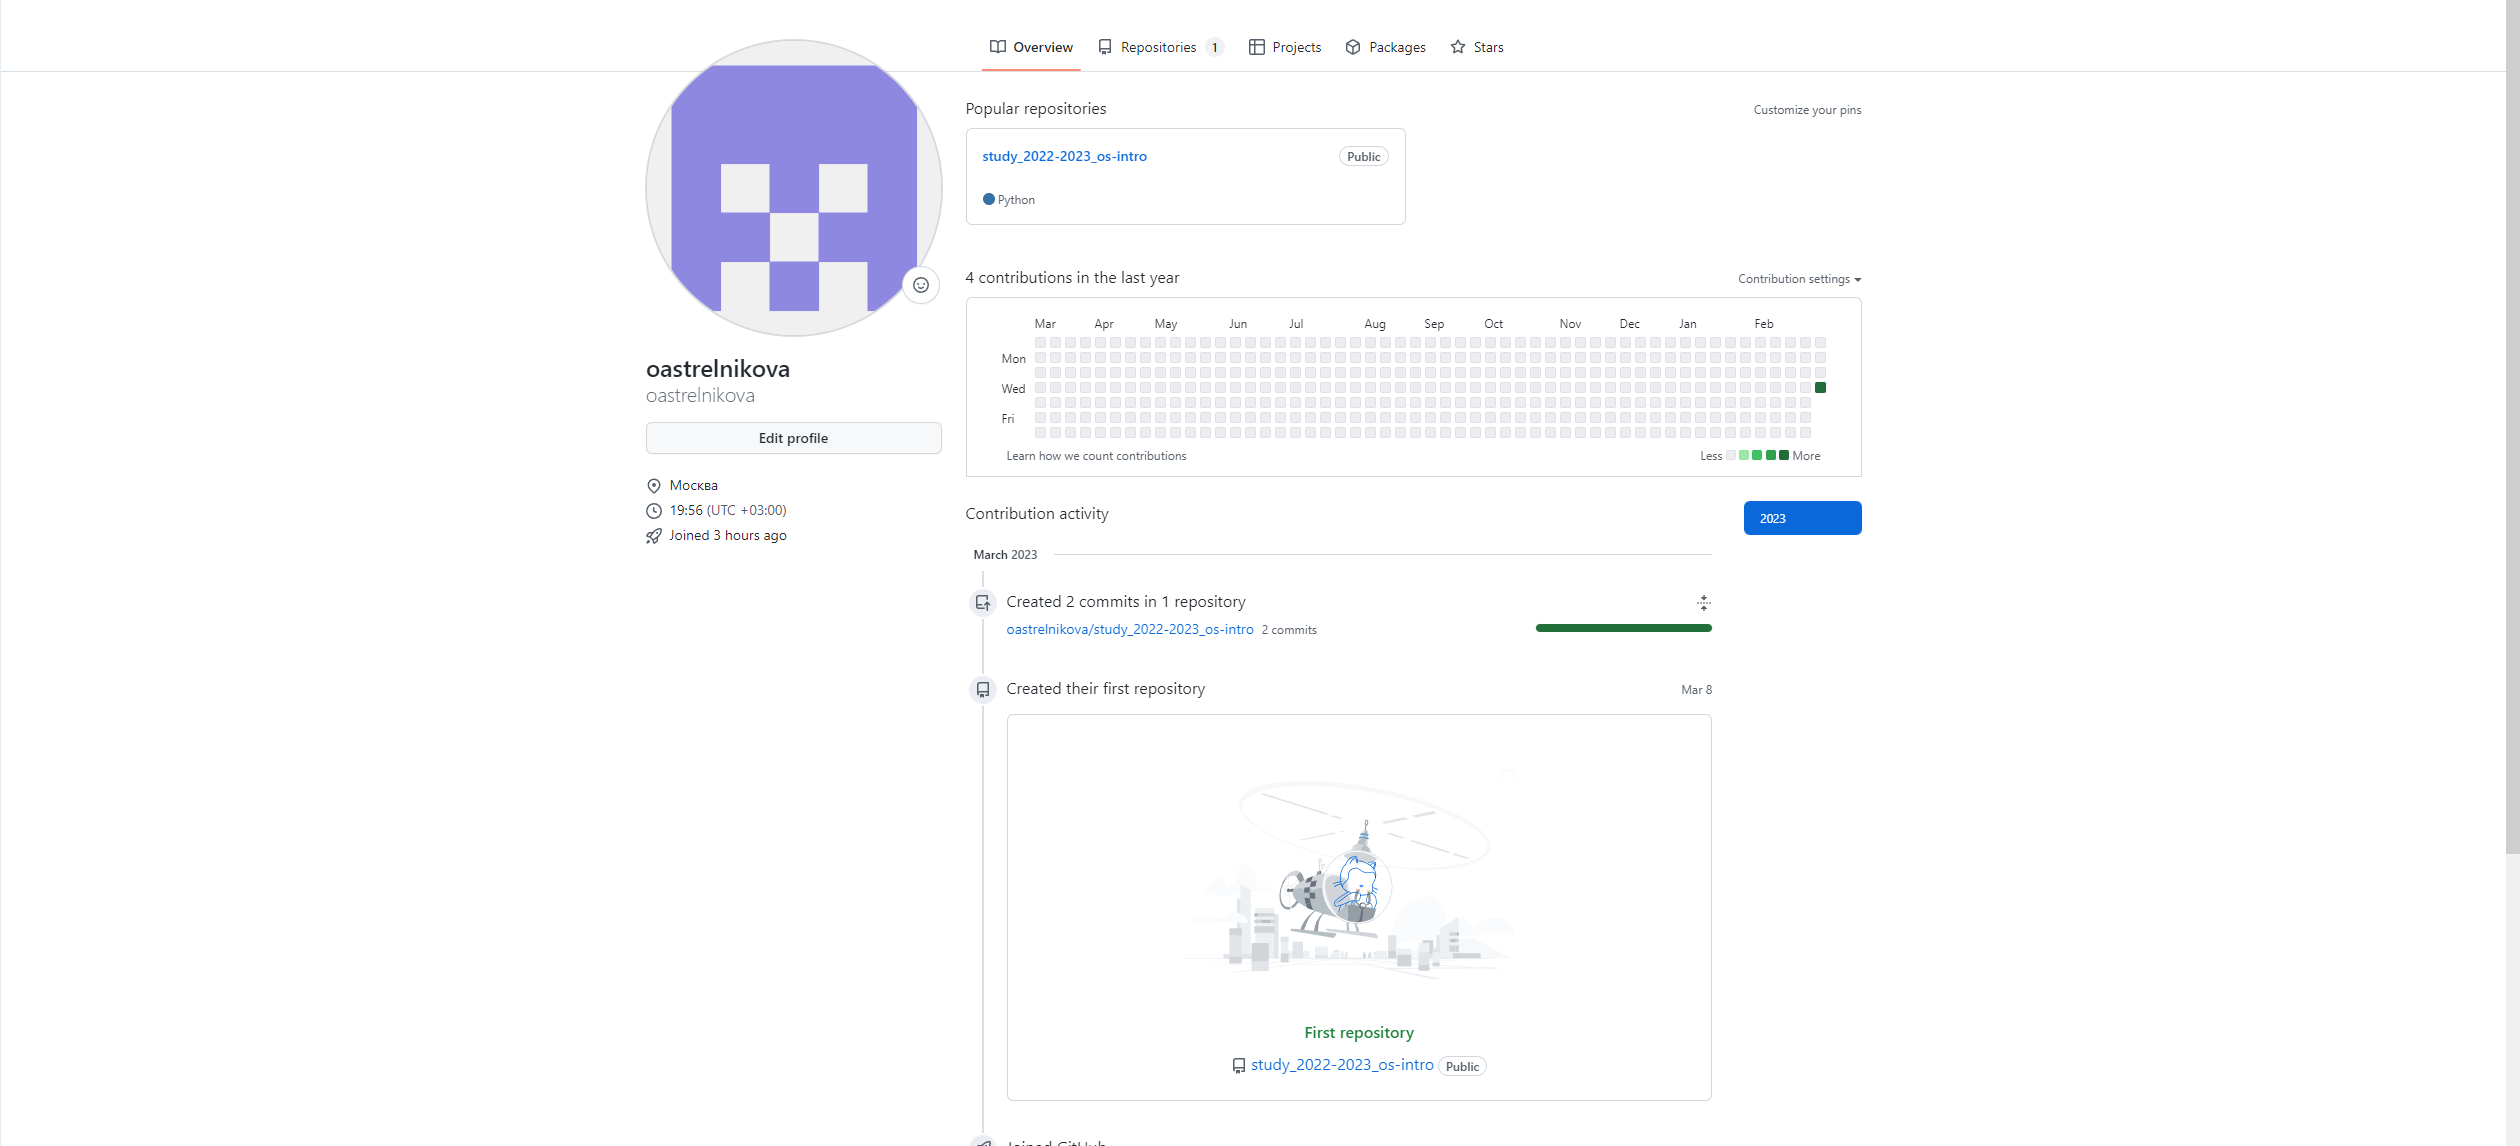 Overview Repositories 1 Projects Packages Stars
oastrelnikova
oastrelnikova
Edit profile
Москва
19:56 (UTC +03:00)
Joined 3 hours ago
Popular repositories Customize your pins
study_2022-2023_os-intro Public
Python
4 contributions in the last year Contribution settings
Mar Apr May Jun Jul Aug Sep Oct Nov Dec Jan Feb
Mon
Wed
Fri
Learn how we count contributions Less More
Contribution activity 2023
March 2023
Created 2 commits in 1 repository
oastrelnikova/study_2022-2023_os-intro 2 commits
Created their first repository Mar 8
First repository
study_2022-2023_os-intro Public
Joined GitHub